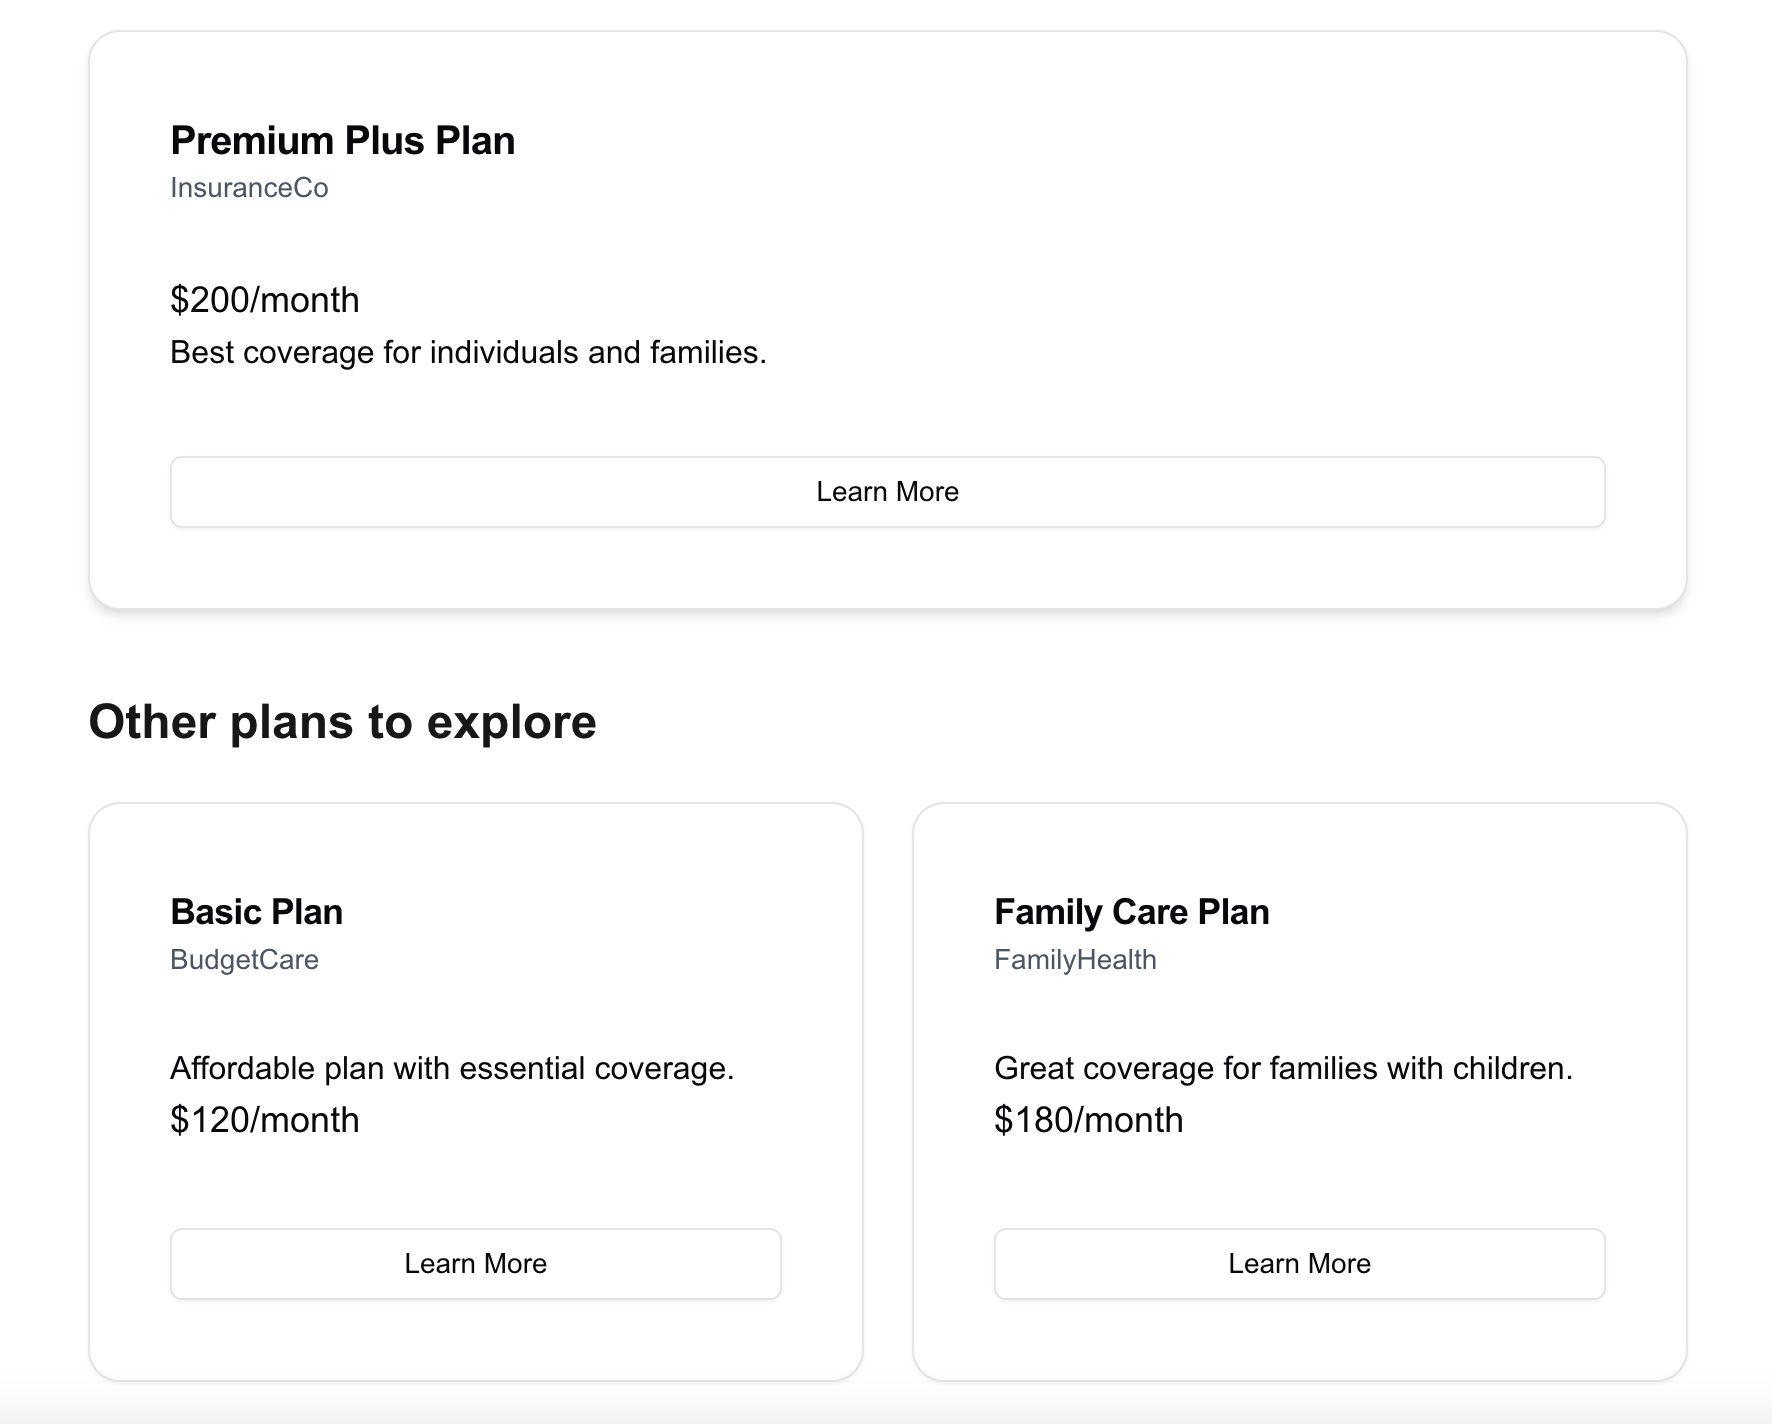 Premium Plus Plan
InsuranceCo
$200/month
Best coverage for individuals and families.
Learn More
Other plans to explore
Basic Plan
BudgetCare
Affordable plan with essential coverage.
$120/month
Learn More
Family Care Plan
FamilyHealth
Great coverage for families with children.
$180/month
Learn More